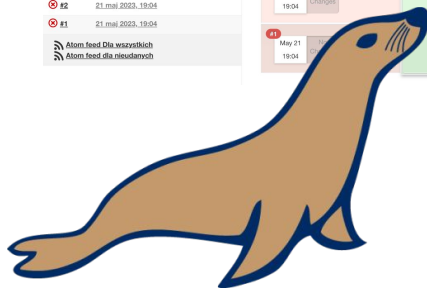 #2 21 maj 2023, 19:04
#1 21 maj 2023, 19:04
Atom feed Dla wszystkich
Atom feed dla nieudanych
19:04
Changes
#1
May 21
19:04